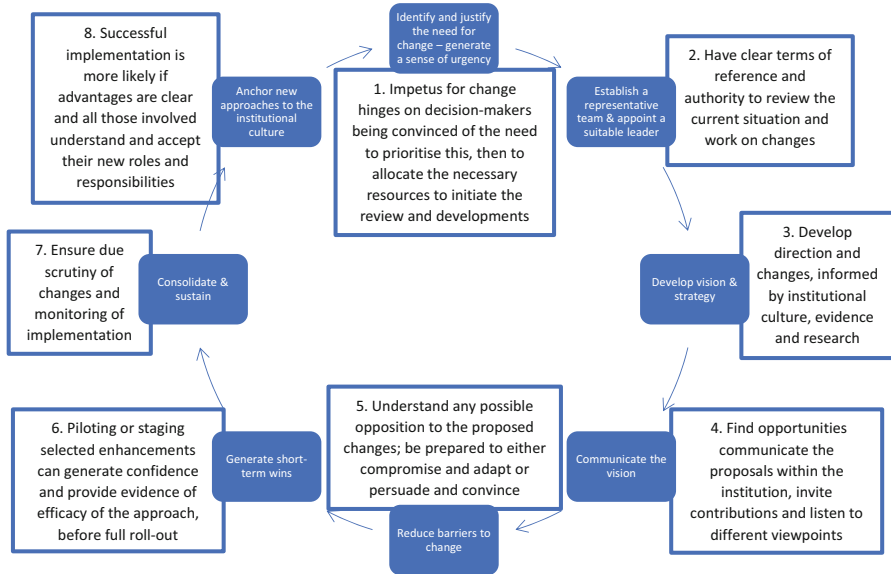 Identify and justify
the need for
change – generate
a sense of urgency
1. Impetus for change
hinges on decision-makers
being convinced of the need
to prioritise this, then to
allocate the necessary
resources to initiate the
review and developments
Establish a
representative
team & appoint a
suitable leader
2. Have clear terms of
reference and
authority to review the
current situation and
work on changes
Develop vision &
strategy
3. Develop
direction and
changes, informed
by institutional
culture, evidence
and research
Communicate the
vision
4. Find opportunities
communicate the
proposals within the
institution, invite
contributions and listen to
different viewpoints
Reduce barriers to
change
5. Understand any possible
opposition to the proposed
changes; be prepared to either
compromise and adapt or
persuade and convince
Generate short-
term wins
6. Piloting or staging
selected enhancements
can generate confidence
and provide evidence of
efficacy of the approach,
before full roll-out
Consolidate &
sustain
7. Ensure due
scrutiny of
changes and
monitoring of
implementation
Anchor new
approaches to the
institutional culture
8. Successful
implementation is
more likely if
advantages are clear
and all those involved
understand and accept
their new roles and
responsibilities